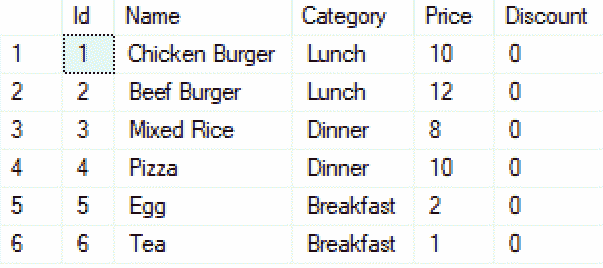 Id Name Category Price Discount
1 1 Chicken Burger Lunch 10 0
2 2 Beef Burger Lunch 12 0
3 3 Mixed Rice Dinner 8 0
4 4 Pizza Dinner 10 0
5 5 Egg Breakfast 2 0
6 6 Tea Breakfast 1 0